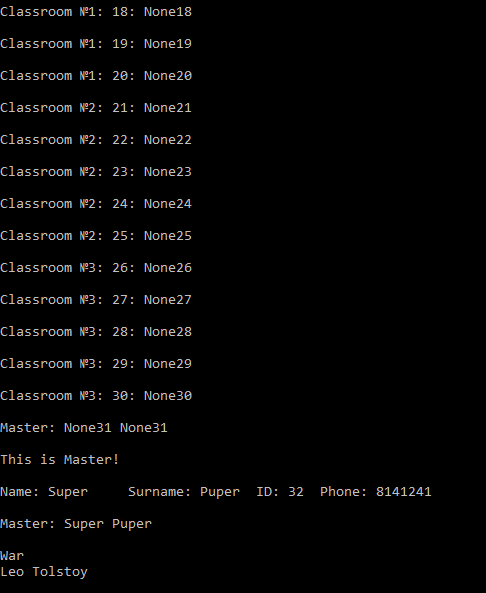 Classroom №1: 18: None18
Classroom №1: 19: None19
Classroom №1: 20: None20
Classroom №2: 21: None21
Classroom №2: 22: None22
Classroom №2: 23: None23
Classroom №2: 24: None24
Classroom №2: 25: None25
Classroom №3: 26: None26
Classroom №3: 27: None27
Classroom №3: 28: None28
Classroom №3: 29: None29
Classroom №3: 30: None30
Master: None31 None31
This is Master!
Name: Super     Surname: Puper  ID: 32  Phone: 8141241
Master: Super Puper
War
Leo Tolstoy